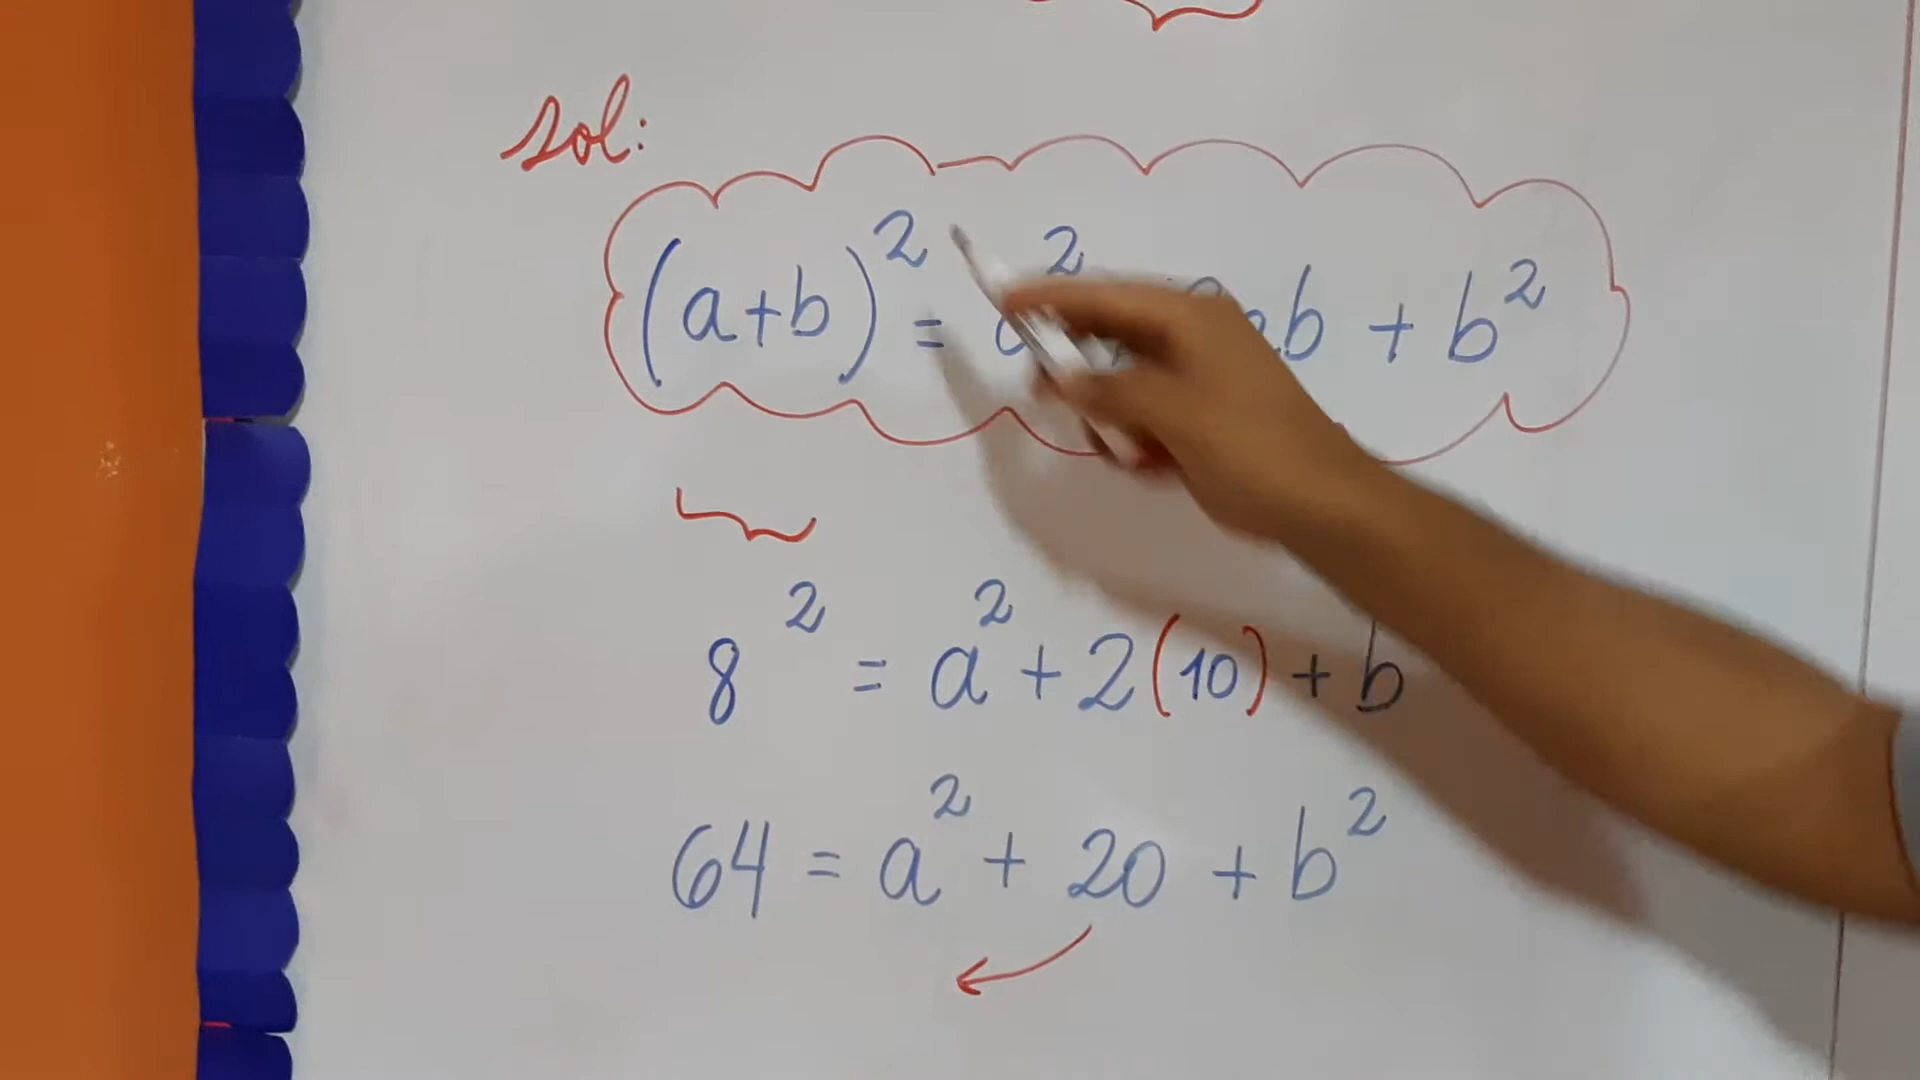 sol:
(a+b)² = a² 2ab + b²
8² = a² + 2(10) + b
64 = a² + 20 + b²